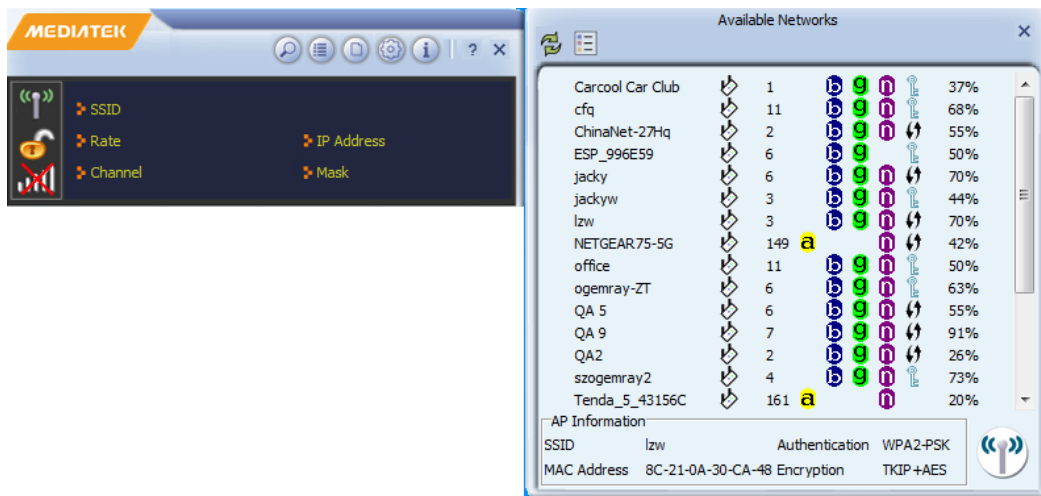 MEDIATEK
? ×
SSID
Rate
IP Address
Channel
Mask
Available Networks
×
Carcool Car Club 1 b g n 37%
cfq 11 b g n 68%
ChinaNet-27Hq 2 b g n 55%
ESP_996E59 6 b g 50%
jacky 6 b g n 70%
jackyw 3 b g n 44%
lzw 3 b g n 70%
NETGEAR75-5G 149 a n 42%
office 11 b g n 50%
ogemray-ZT 6 b g n 63%
QA 5 6 b g n 55%
QA 9 7 b g n 91%
QA2 2 b g n 26%
szogemray2 4 b g n 73%
Tenda_5_43156C 161 a n 20%
AP Information
SSID lzw Authentication WPA2-PSK
MAC Address 8C-21-0A-30-CA-48 Encryption TKIP+AES